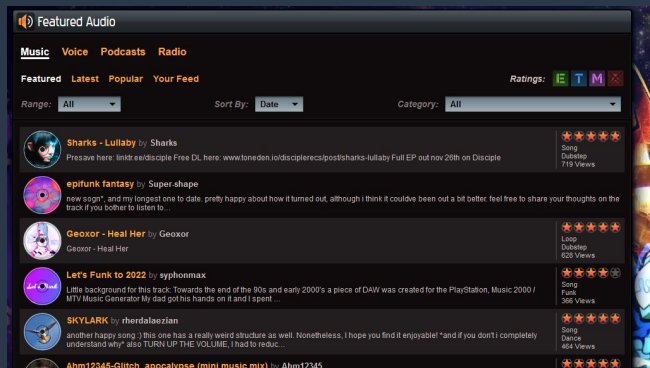 Featured Audio
Music Voice Podcasts Radio
Featured Latest Popular Your Feed Ratings: E T M
Range: All Sort By: Date Category: All
Sharks - Lullaby by Sharks
Presave here: linktree/disciple Free DL here: www.toneden.io/disciplerecs/post/sharks-lullaby Full EP out nov 26th on Disciple
Song
Dubstep
719 Views
epifunk fantasy by Super-shape
new sogn*, and my longest one to date. pretty happy about how it turned out, although i think it couldve been out a bit better. feel free to share your thoughts on the
track if you bother to listen to...
Geoxor - Heal Her by Geoxor
Geoxor - Heal Her
Loop
Dubstep
628 Views
Let's Funk to 2022 by syphonmax
Little background for this track: Towards the end of the 90s and early 2000's a piece of DAW was created for the PlayStation, Music 2000 /
MTV Music Generator My dad got his hands on it and I spent ...
Song
Funk
366 Views
SKYLARK by rherdalaezian
another happy song :) this one has a really weird structure as well. Nonetheless, I hope you find it enjoyable! *and if you don't i completely
understand why* also TURN UP THE VOLUME, I had to reduc...
Song
Dance
464 Views
Ahm12345-Glitch_apocalypse (mini music mix) by Ahm12345